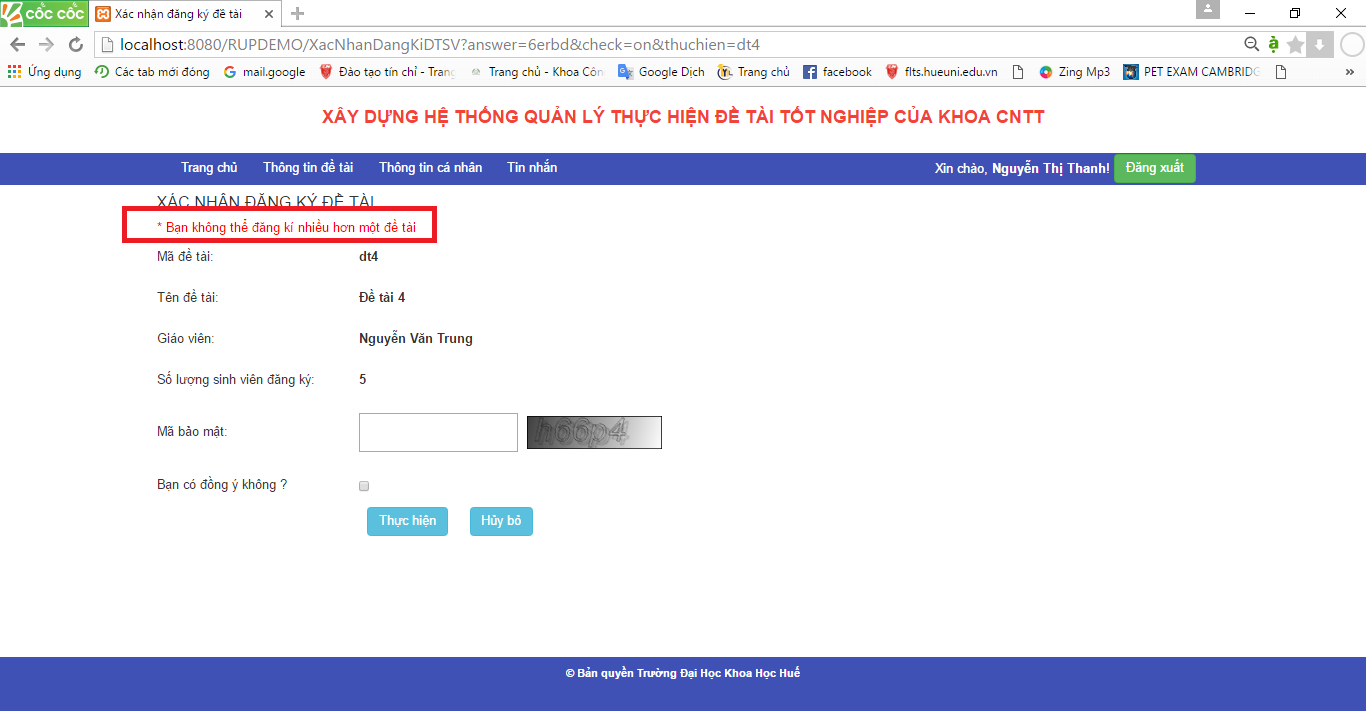 CỐC CỐC Xác nhận đăng ký đề tài
localhost:8080/RUPDEMO/XacNhanDangKiDTSV?answer=6erbd&check=on&thuchien=dt4
Ứng dụng Các tab mới đóng mail.google Đào tạo tín chỉ - Trang Trang chủ - Khoa Côn Google Dịch Trang chủ facebook flts.hueuni.edu.vn Zing Mp3 PET EXAM CAMBRIDG »
XÂY DỰNG HỆ THỐNG QUẢN LÝ THỰC HIỆN ĐỀ TÀI TỐT NGHIỆP CỦA KHOA CNTT
Trang chủ Thông tin đề tài Thông tin cá nhân Tin nhắn Xin chào, Nguyễn Thị Thanh! Đăng xuất
XÁC NHẬN ĐĂNG KÝ ĐỀ TÀI
* Bạn không thể đăng kí nhiều hơn một đề tài
Mã đề tài: dt4
Tên đề tài: Đề tài 4
Giáo viên: Nguyễn Văn Trung
Số lượng sinh viên đăng ký: 5
Mã bảo mật: h66p4
Bạn có đồng ý không ?
Thực hiện Hủy bỏ
© Bản quyền Trường Đại Học Khoa Học Huế